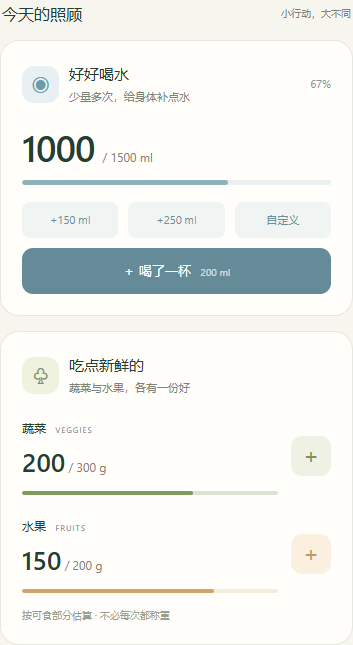 今天的照顾 小行动，大不同
好好喝水
少量多次，给身体补点水
67%
1000 / 1500 ml
+150 ml +250 ml 自定义
+ 喝了一杯 200 ml
吃点新鲜的
蔬菜与水果，各有一份好
蔬菜 VEGGIES
200 / 300 g
+
水果 FRUITS
150 / 200 g
+
按可食部分估算 · 不必每次都称重